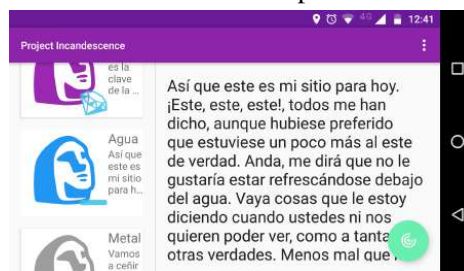 4G 12:41
Project Incandescence
es la
clave
de la ...
Agua
Así que
este es
mi sitio
para h...
Metal
Vamos
a ceñir
Así que este es mi sitio para hoy.
¡Este, este, este!, todos me han
dicho, aunque hubiese preferido
que estuviese un poco más al este
de verdad. Anda, me dirá que no le
gustaría estar refrescándose debajo
del agua. Vaya cosas que le estoy
diciendo cuando ustedes ni nos
quieren poder ver, como a tanta
otras verdades. Menos mal que